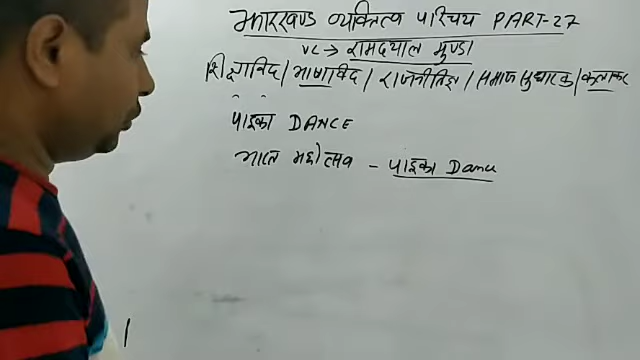 झारखण्ड व्यक्तित्व परिचय PART-27
VC → रामदयाल मुण्डा
शिक्षाविद / भाषाविद / राजनीतिज्ञ / समाज सुधारक / कलाकार
पाइका DANCE
भारत महोत्सव - पाइका Dance